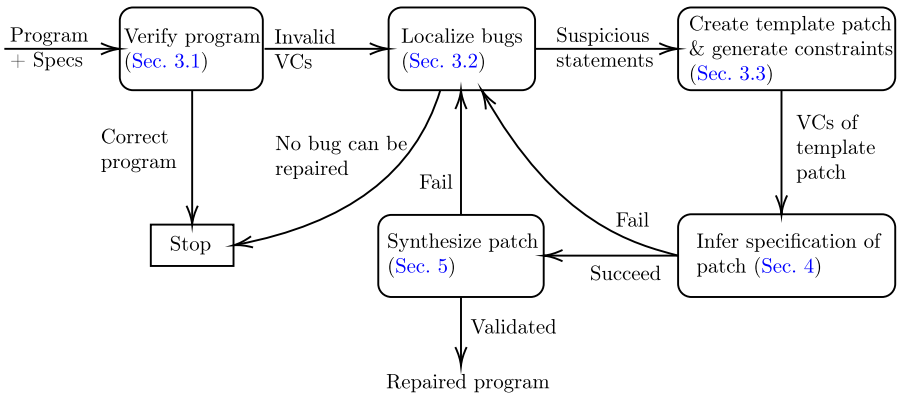 Program
+ Specs
Verify program
(Sec. 3.1)
Invalid
VCs
Localize bugs
(Sec. 3.2)
Suspicious
statements
Create template patch
& generate constraints
(Sec. 3.3)
Correct
program
No bug can be
repaired
VCs of
template
patch
Fail
Fail
Stop
Synthesize patch
(Sec. 5)
Succeed
Infer specification of
patch (Sec. 4)
Validated
Repaired program